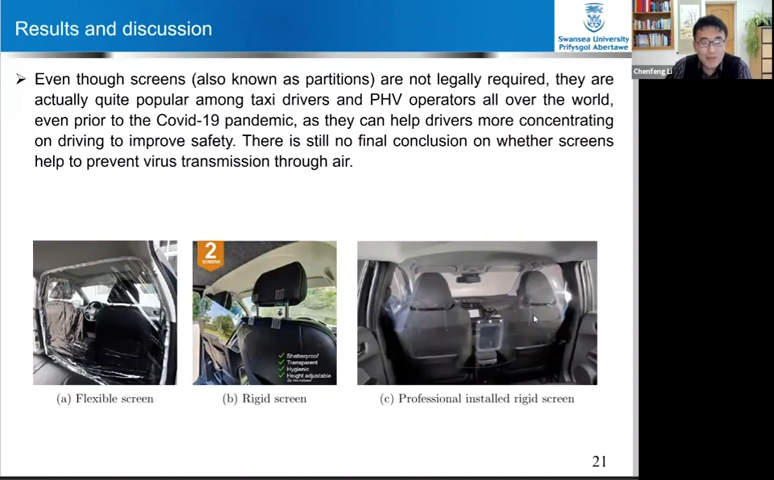 Results and discussion
Swansea University
Prifysgol Abertawe
Chenfeng Li
➢ Even though screens (also known as partitions) are not legally required, they are
actually quite popular among taxi drivers and PHV operators all over the world,
even prior to the Covid-19 pandemic, as they can help drivers more concentrating
on driving to improve safety. There is still no final conclusion on whether screens
help to prevent virus transmission through air.
2
SCREENS
✓ Shatterproof
✓ Transparent
✓ Hygienic
✓ Height adjustable
(a) Flexible screen
(b) Rigid screen
(c) Professional installed rigid screen
21